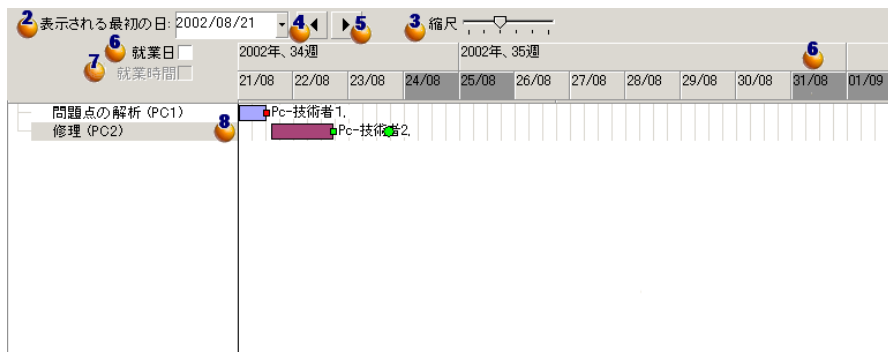 2 表示される最初の日: 2002/08/21 4 5 3 縮尺
6 就業日 2002年、34週 2002年、35週 6
7 就業時間 21/08 22/08 23/08 24/08 25/08 26/08 27/08 28/08 29/08 30/08 31/08 01/09
問題点の解析 (PC1) Pc-技術者1,
修理 (PC2) 8 Pc-技術者2,